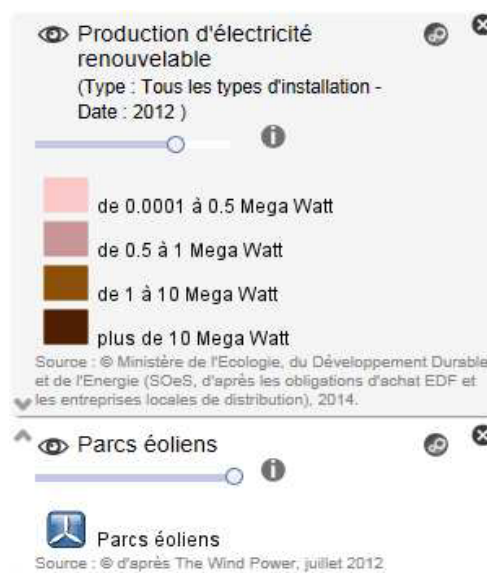 Production d'électricité
renouvelable
(Type : Tous les types d'installation -
Date : 2012 )
de 0.0001 à 0.5 Mega Watt
de 0.5 à 1 Mega Watt
de 1 à 10 Mega Watt
plus de 10 Mega Watt
Source : © Ministère de l'Ecologie, du Développement Durable
et de l'Energie (SOeS, d'après les obligations d'achat EDF et
les entreprises locales de distribution), 2014.
Parcs éoliens
Parcs éoliens
Source : © d'après The Wind Power, juillet 2012